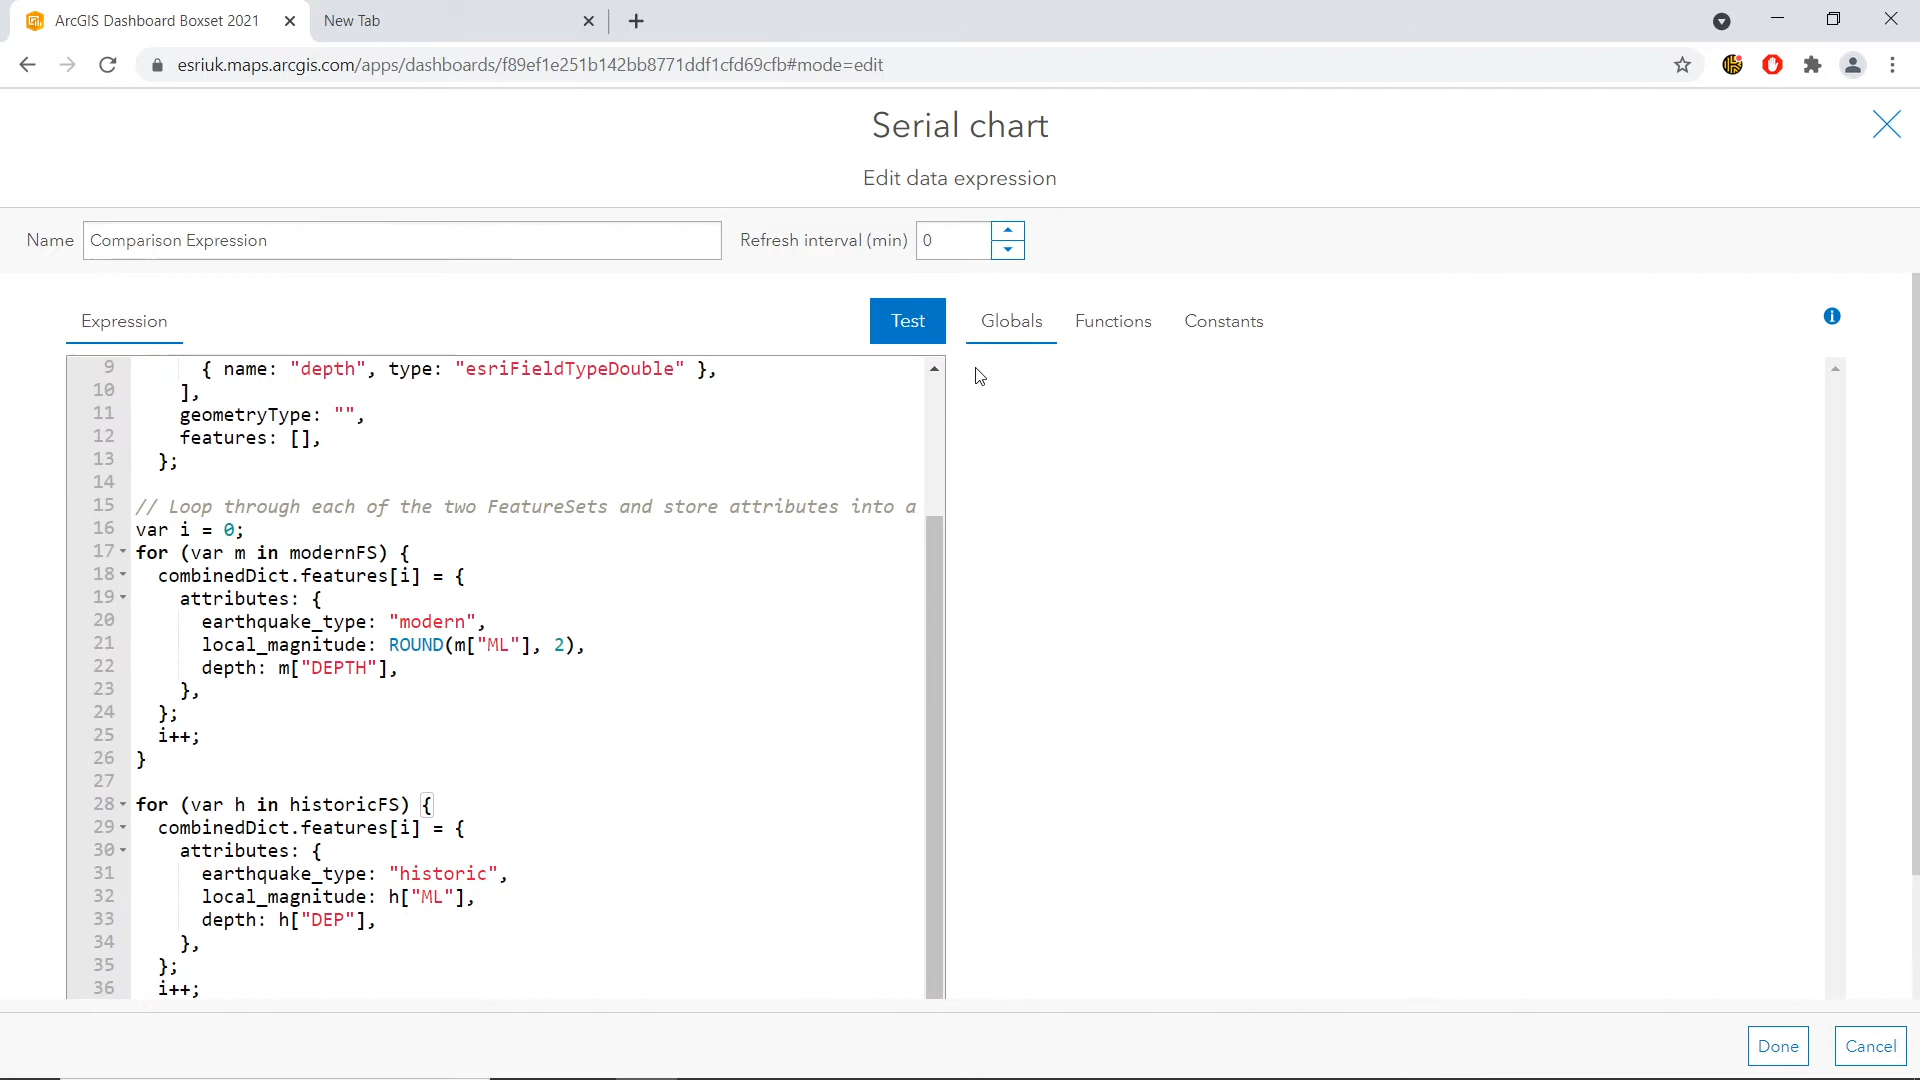 ArcGIS Dashboard Boxset 2021
New Tab
esriuk.maps.arcgis.com/apps/dashboards/f89ef1e251b142bb8771ddf1cfd69cfb#mode=edit
Serial chart
Edit data expression
Name Comparison Expression Refresh interval (min) 0
Expression Test Globals Functions Constants
9 { name: "depth", type: "esriFieldTypeDouble" },
10 ],
11 geometryType: "",
12 features: [],
13 };
14
15 // Loop through each of the two FeatureSets and store attributes into a
16 var i = 0;
17 for (var m in modernFS) {
18 combinedDict.features[i] = {
19 attributes: {
20 earthquake_type: "modern",
21 local_magnitude: ROUND(m["ML"], 2),
22 depth: m["DEPTH"],
23 },
24 };
25 i++;
26 }
27
28 for (var h in historicFS) {
29 combinedDict.features[i] = {
30 attributes: {
31 earthquake_type: "historic",
32 local_magnitude: h["ML"],
33 depth: h["DEP"],
34 },
35 };
36 i++;
Done Cancel